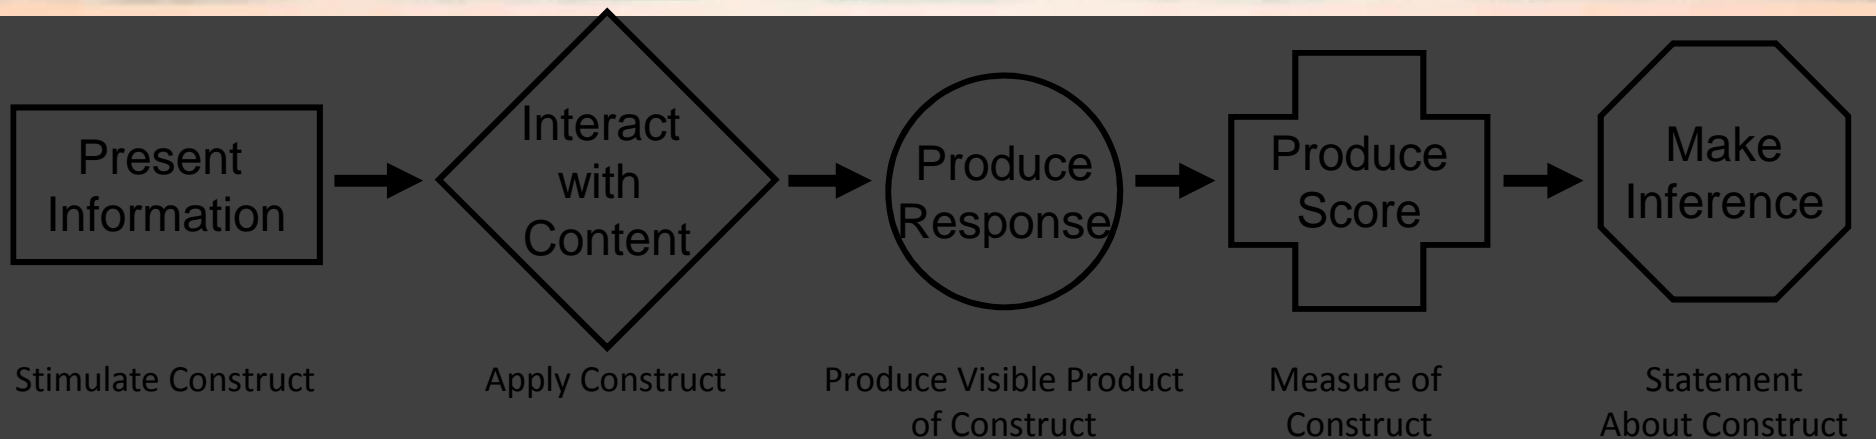 Present
Information
Interact
with
Content
Produce
Response
Produce
Score
Make
Inference
Stimulate Construct
Apply Construct
Produce Visible Product
of Construct
Measure of
Construct
Statement
About Construct